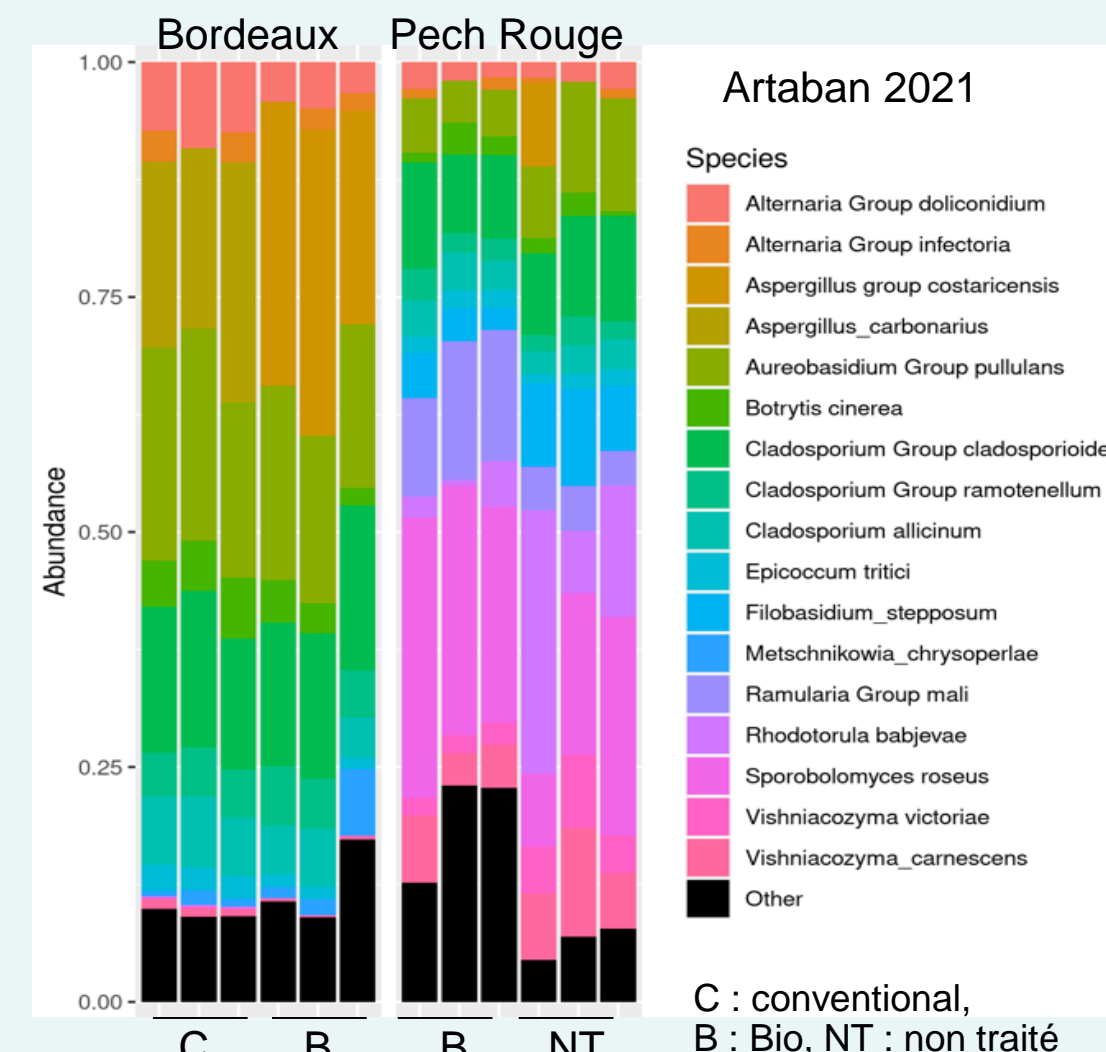 Bordeaux
Pech Rouge
Artaban 2021
1.00
0.75
0.50
0.25
0.00
Abundance
Species
Alternaria Group doliconidium
Alternaria Group infectoria
Aspergillus group costaricensis
Aspergillus_carbonarius
Aureobasidium Group pullulans
Botrytis cinerea
Cladosporium Group cladosporioide
Cladosporium Group ramotenellum
Cladosporium allicinum
Epicoccum tritici
Filobasidium_stepposum
Metschnikowia_chrysoperlae
Ramularia Group mali
Rhodotorula babjevae
Sporobolomyces roseus
Vishniacozyma victoriae
Vishniacozyma_carnescens
Other
C B B NT
C : conventional,
B : Bio, NT : non traité